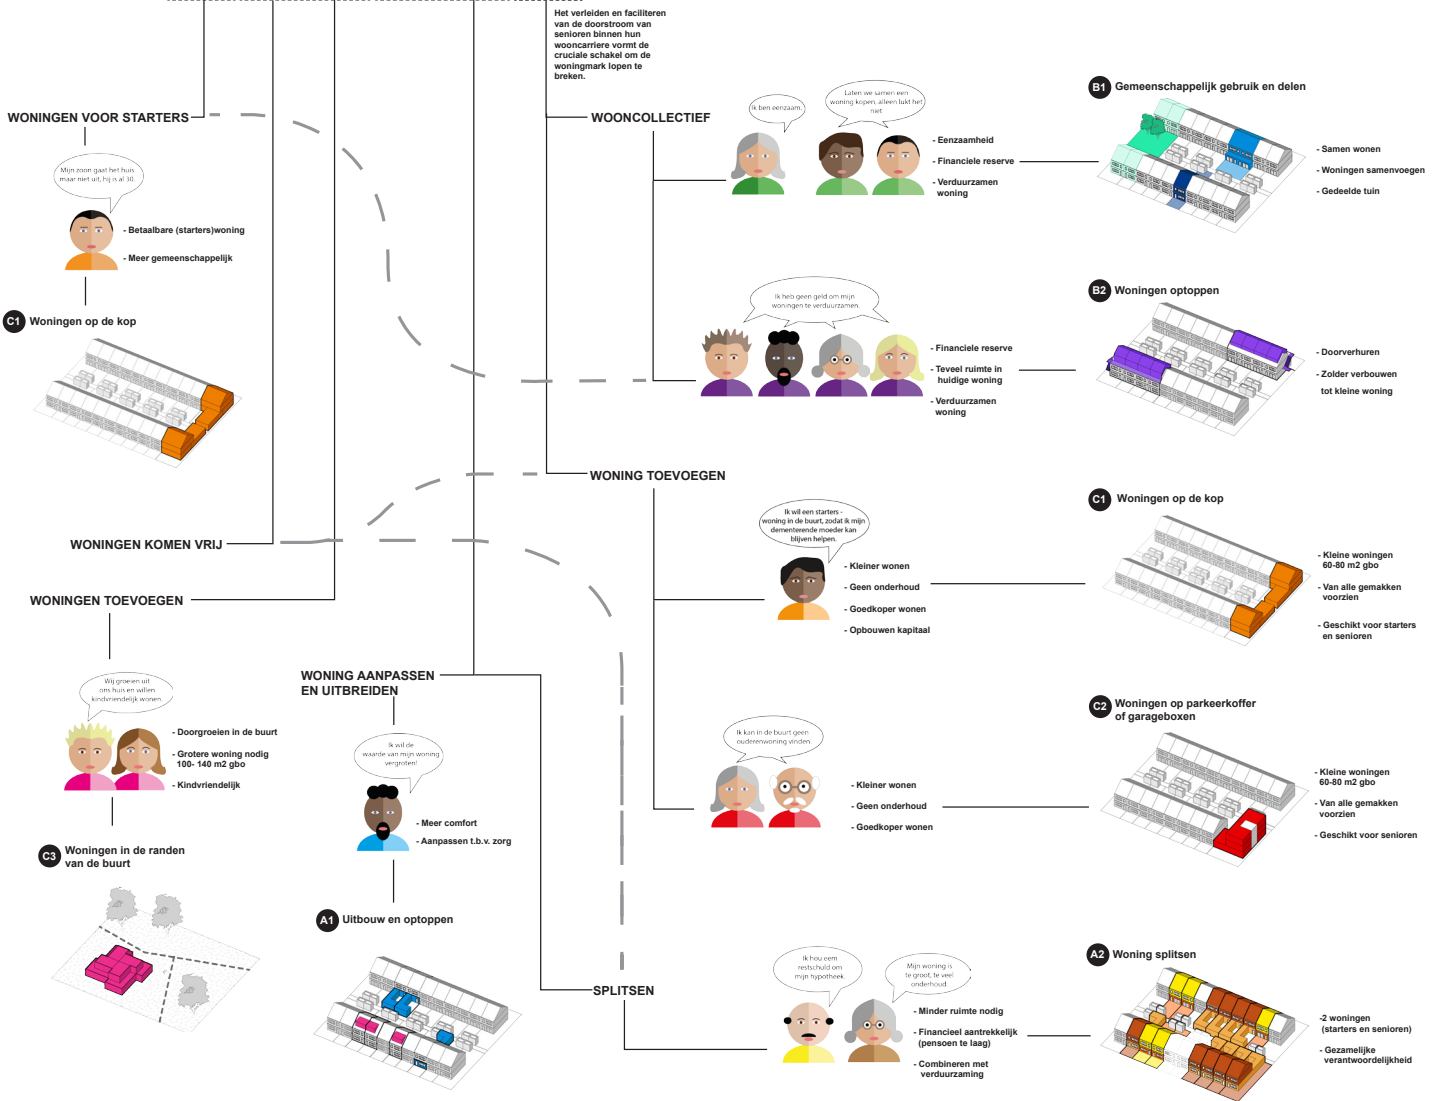 Het verleiden en faciliteren
van de doorstroom van
senioren binnen hun
wooncarriere vormt de
cruciale schakel om de
woningmark lopen te
breken.
WONINGEN VOOR STARTERS
Mijn zoon gaat het huis
maar niet uit, hij is al 30.
- Betaalbare (starters)woning
- Meer gemeenschappelijk
C1 Woningen op de kop
WONINGEN KOMEN VRIJ
WONINGEN TOEVOEGEN
Wij groeien uit
ons huis en willen
kindvriendelijk wonen.
- Doorgroeien in de buurt
- Grotere woning nodig
100- 140 m2 gbo
- Kindvriendelijk
C3 Woningen in de randen
van de buurt
WONING AANPASSEN
EN UITBREIDEN
Ik wil de
waarde van mijn woning
vergroten!
- Meer comfort
- Aanpassen t.b.v. zorg
A1 Uitbouw en optoppen
WOONCOLLECTIEF
Ik ben eenzaam.
Laten we samen een
woning kopen, alleen lukt het
niet
- Eenzaamheid
- Financiele reserve
- Verduurzamen
woning
B1 Gemeenschappelijk gebruik en delen
- Samen wonen
- Woningen samenvoegen
- Gedeelde tuin
Ik heb geen geld om mijn
woningen te verduurzamen.
- Financiele reserve
- Teveel ruimte in
huidige woning
- Verduurzamen
woning
B2 Woningen optoppen
- Doorverhuren
- Zolder verbouwen
tot kleine woning
WONING TOEVOEGEN
Ik wil een starters -
woning in de buurt, zodat ik mijn
dementerende moeder kan
blijven helpen.
- Kleiner wonen
- Geen onderhoud
- Goedkoper wonen
- Opbouwen kapitaal
C1 Woningen op de kop
- Kleine woningen
60-80 m2 gbo
- Van alle gemakken
voorzien
- Geschikt voor starters
en senioren
Ik kan in de buurt geen
ouderenwoning vinden.
- Kleiner wonen
- Geen onderhoud
- Goedkoper wonen
C2 Woningen op parkeerkoffer
of garageboxen
- Kleine woningen
60-80 m2 gbo
- Van alle gemakken
voorzien
- Geschikt voor senioren
SPLITSEN
Ik hou eem
restschuld om
mijn hypotheek.
Mijn woning is
te groot, te veel
onderhoud.
- Minder ruimte nodig
- Financieel aantrekkelijk
(pensoen te laag)
- Combineren met
verduurzaming
A2 Woning splitsen
-2 woningen
(starters en senioren)
- Gezamelijke
verantwoordelijkheid